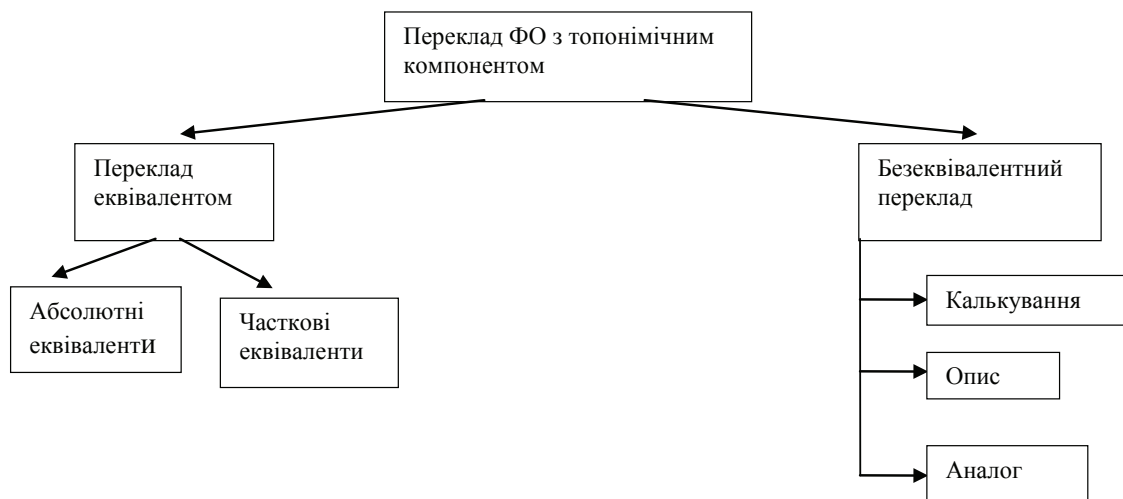 Переклад ФО з топонімічним
компонентом
Переклад
еквівалентом
Безеквівалентний
переклад
Абсолютні
еквіваленти
Часткові
еквіваленти
Калькування
Опис
Аналог